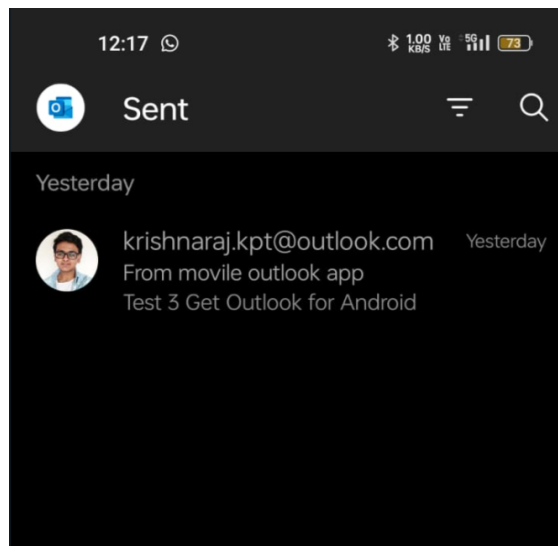 12:17 1.00 KB/S Vo LTE 5G 73
Sent
Yesterday
krishnaraj.kpt@outlook.com Yesterday
From movile outlook app
Test 3 Get Outlook for Android